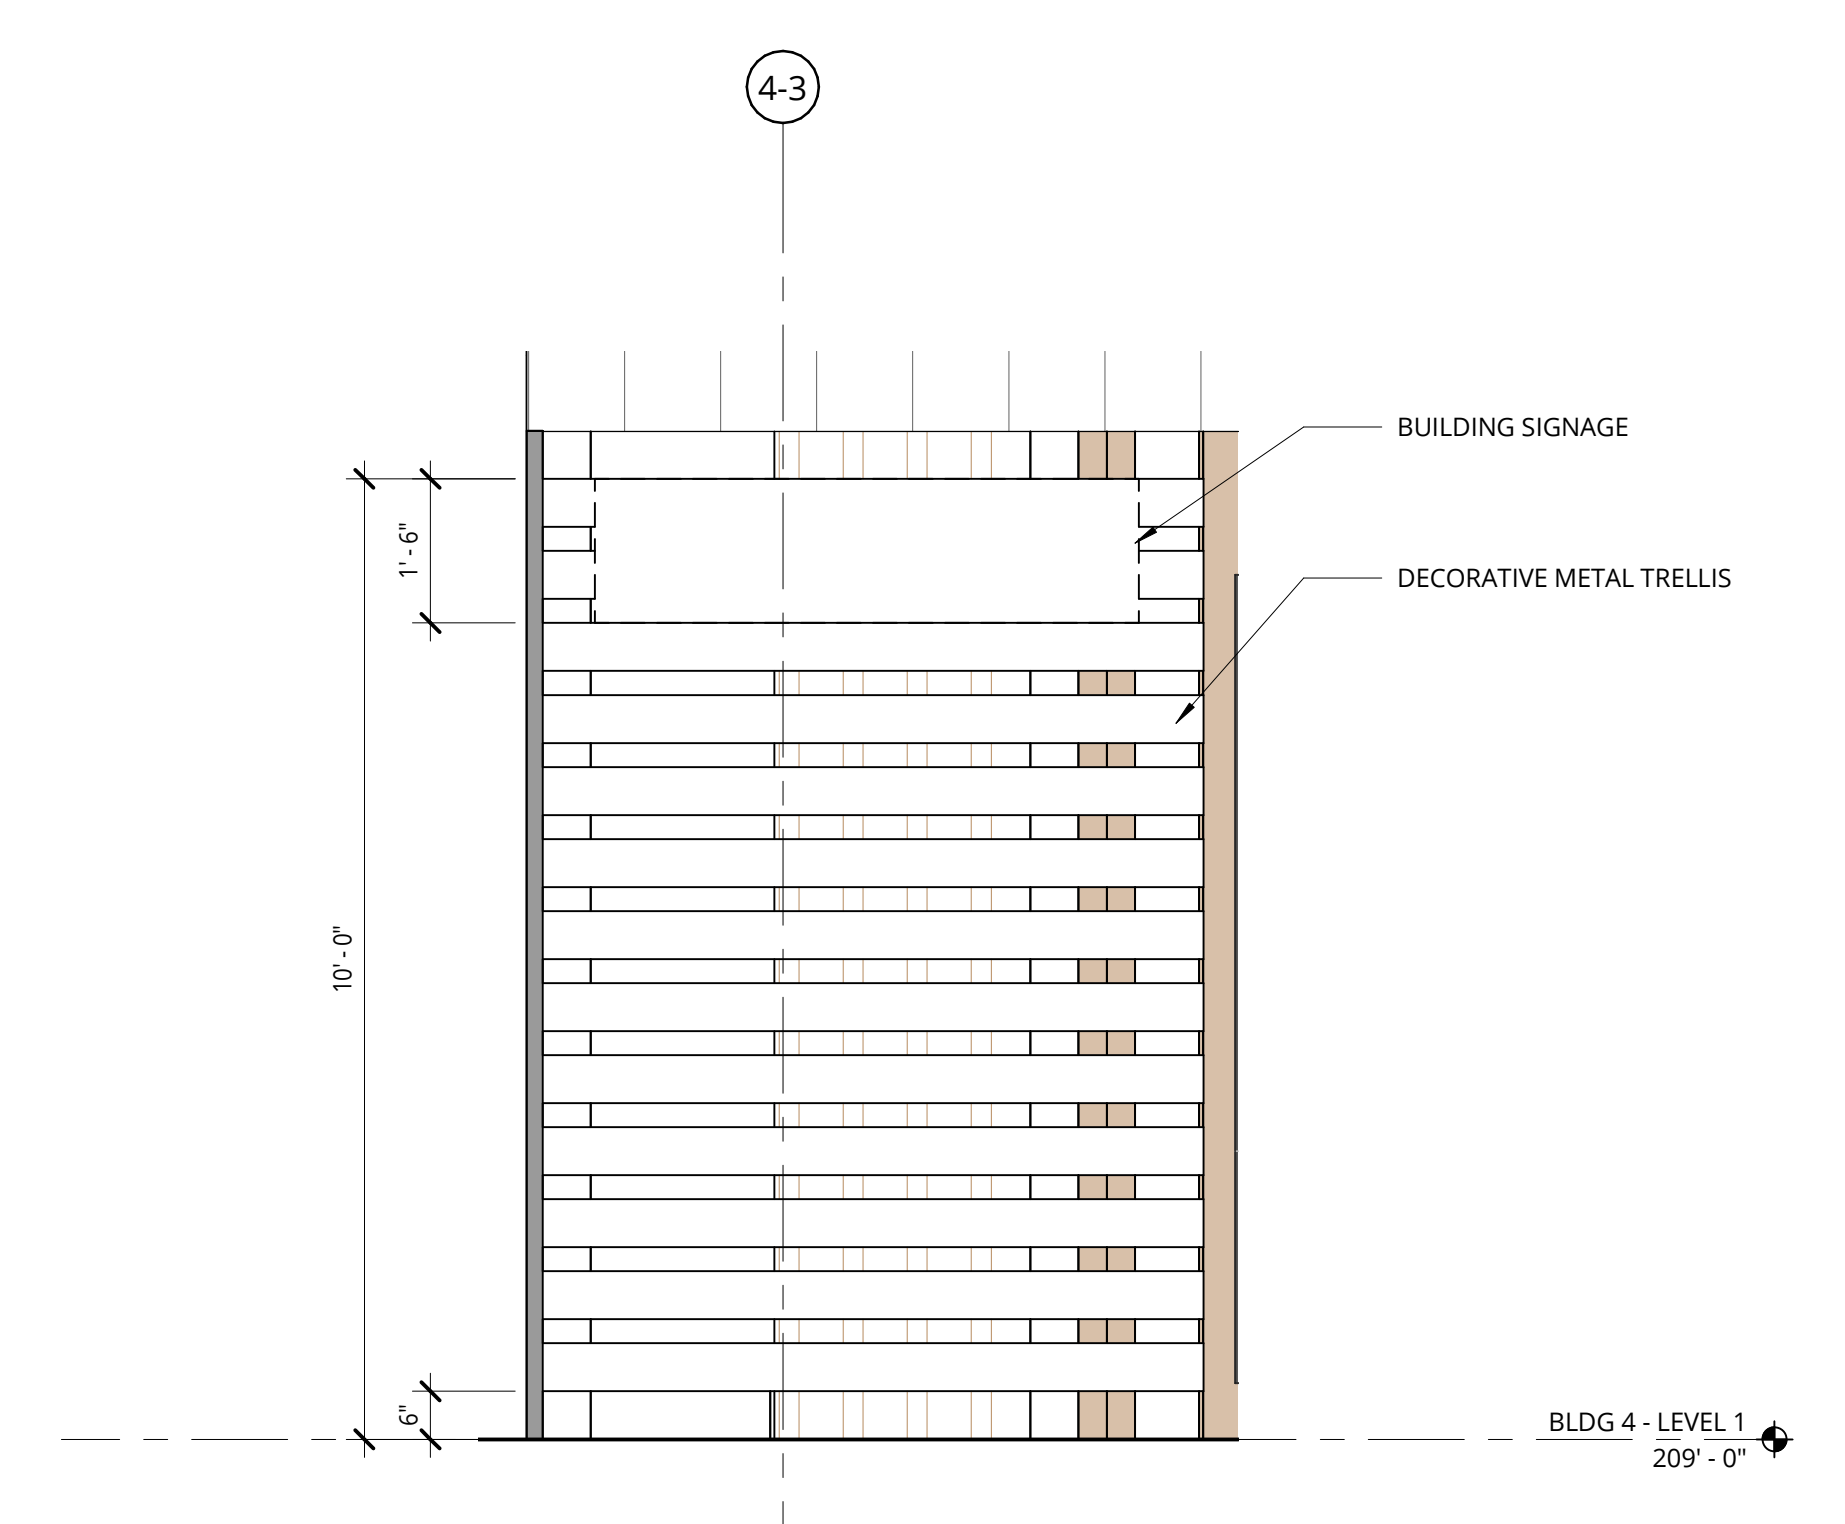 4-3
BUILDING SIGNAGE
1' - 6"
DECORATIVE METAL TRELLIS
10' - 0"
6"
BLDG 4 - LEVEL 1
209' - 0"